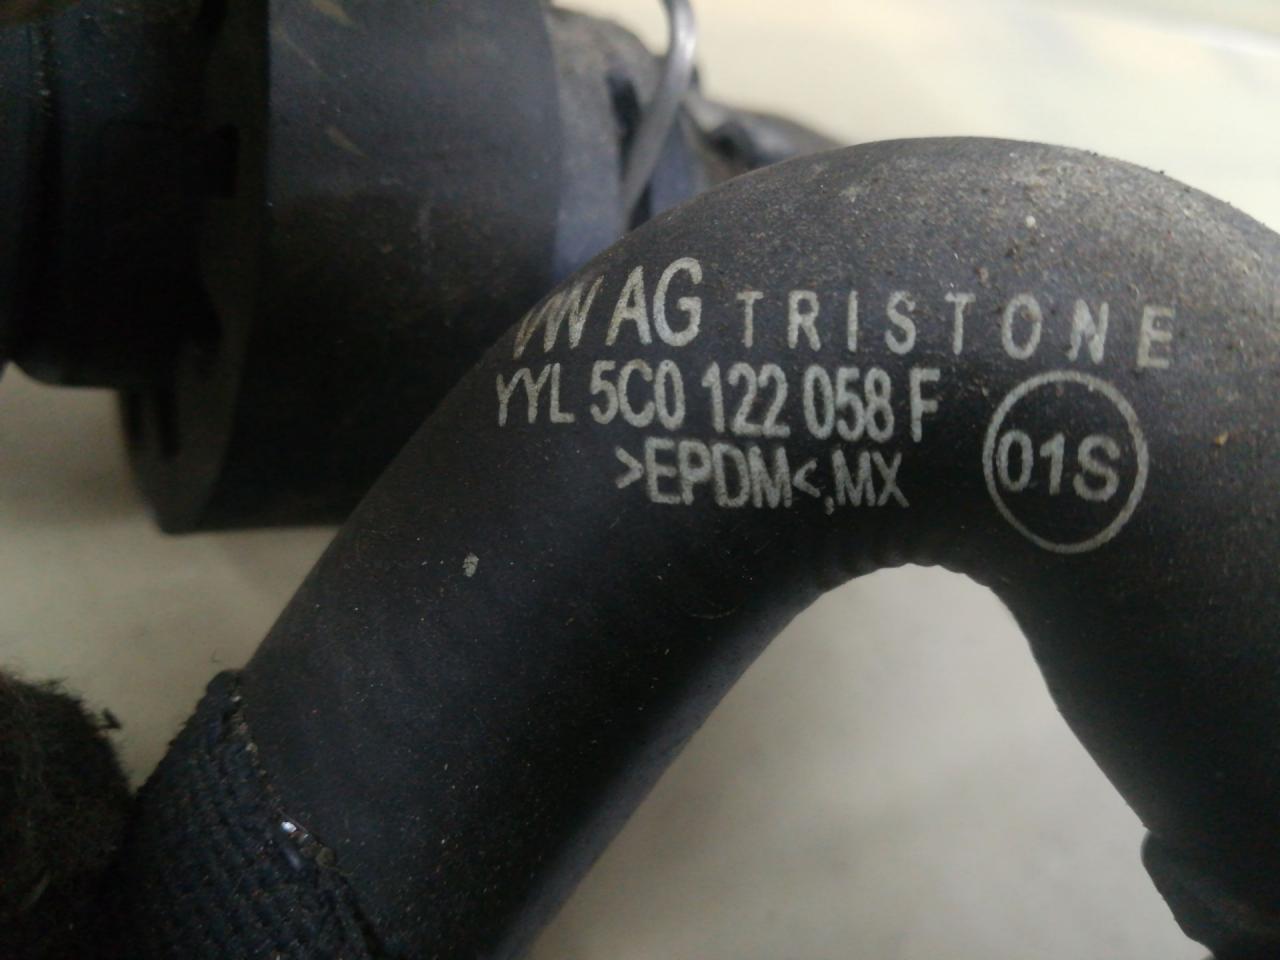 VW AG TRISTONE
YYL 5C0 122 058 F
>EPDM<,MX
01S